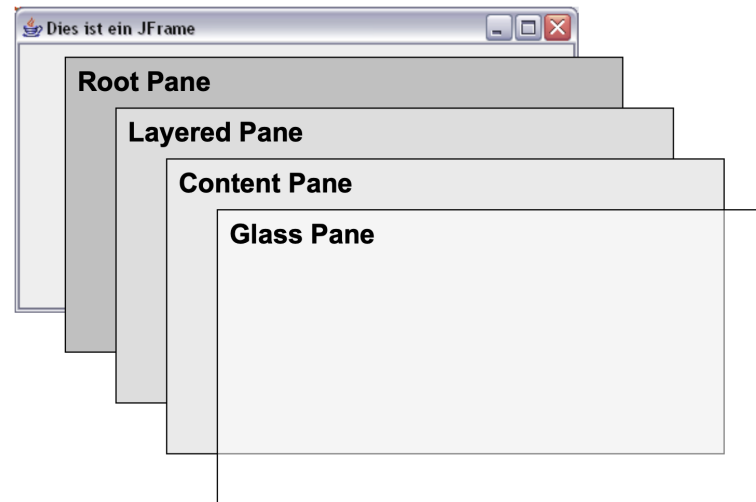 Dies ist ein JFrame
Root Pane
Layered Pane
Content Pane
Glass Pane